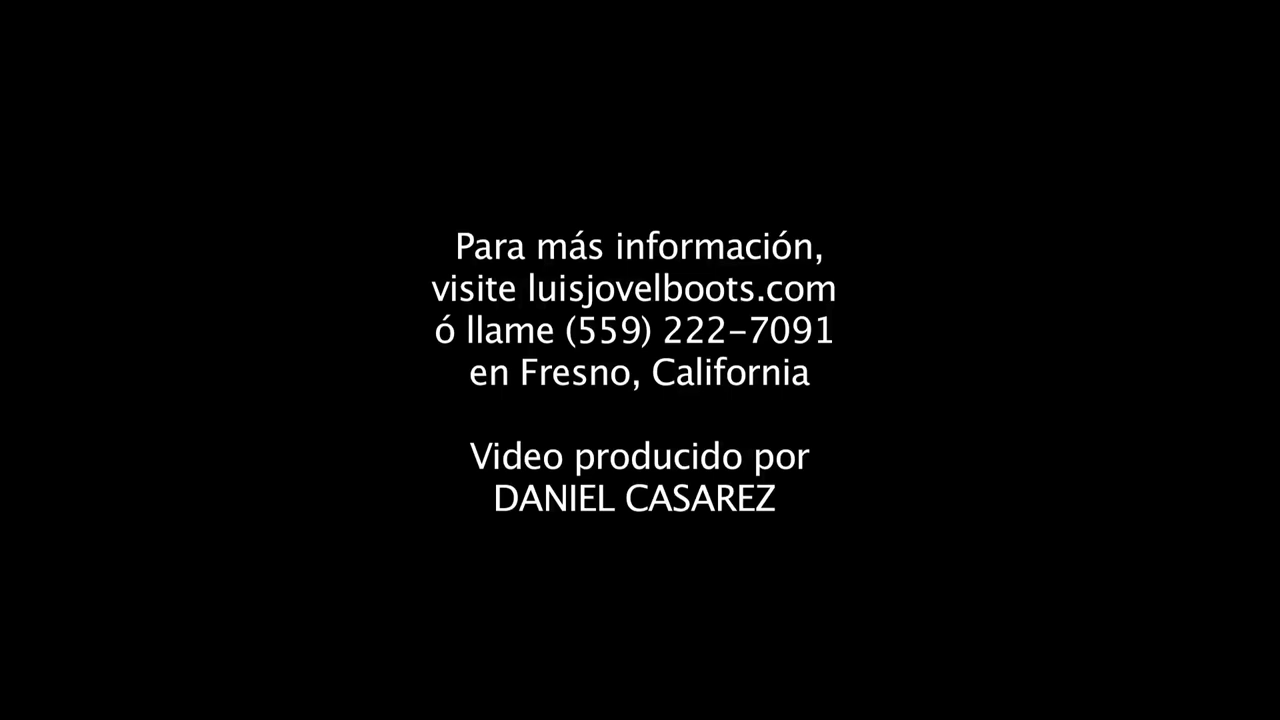 Para más información,
visite luisjovelboots.com
ó llame (559) 222-7091
en Fresno, California
Video producido por
DANIEL CASAREZ